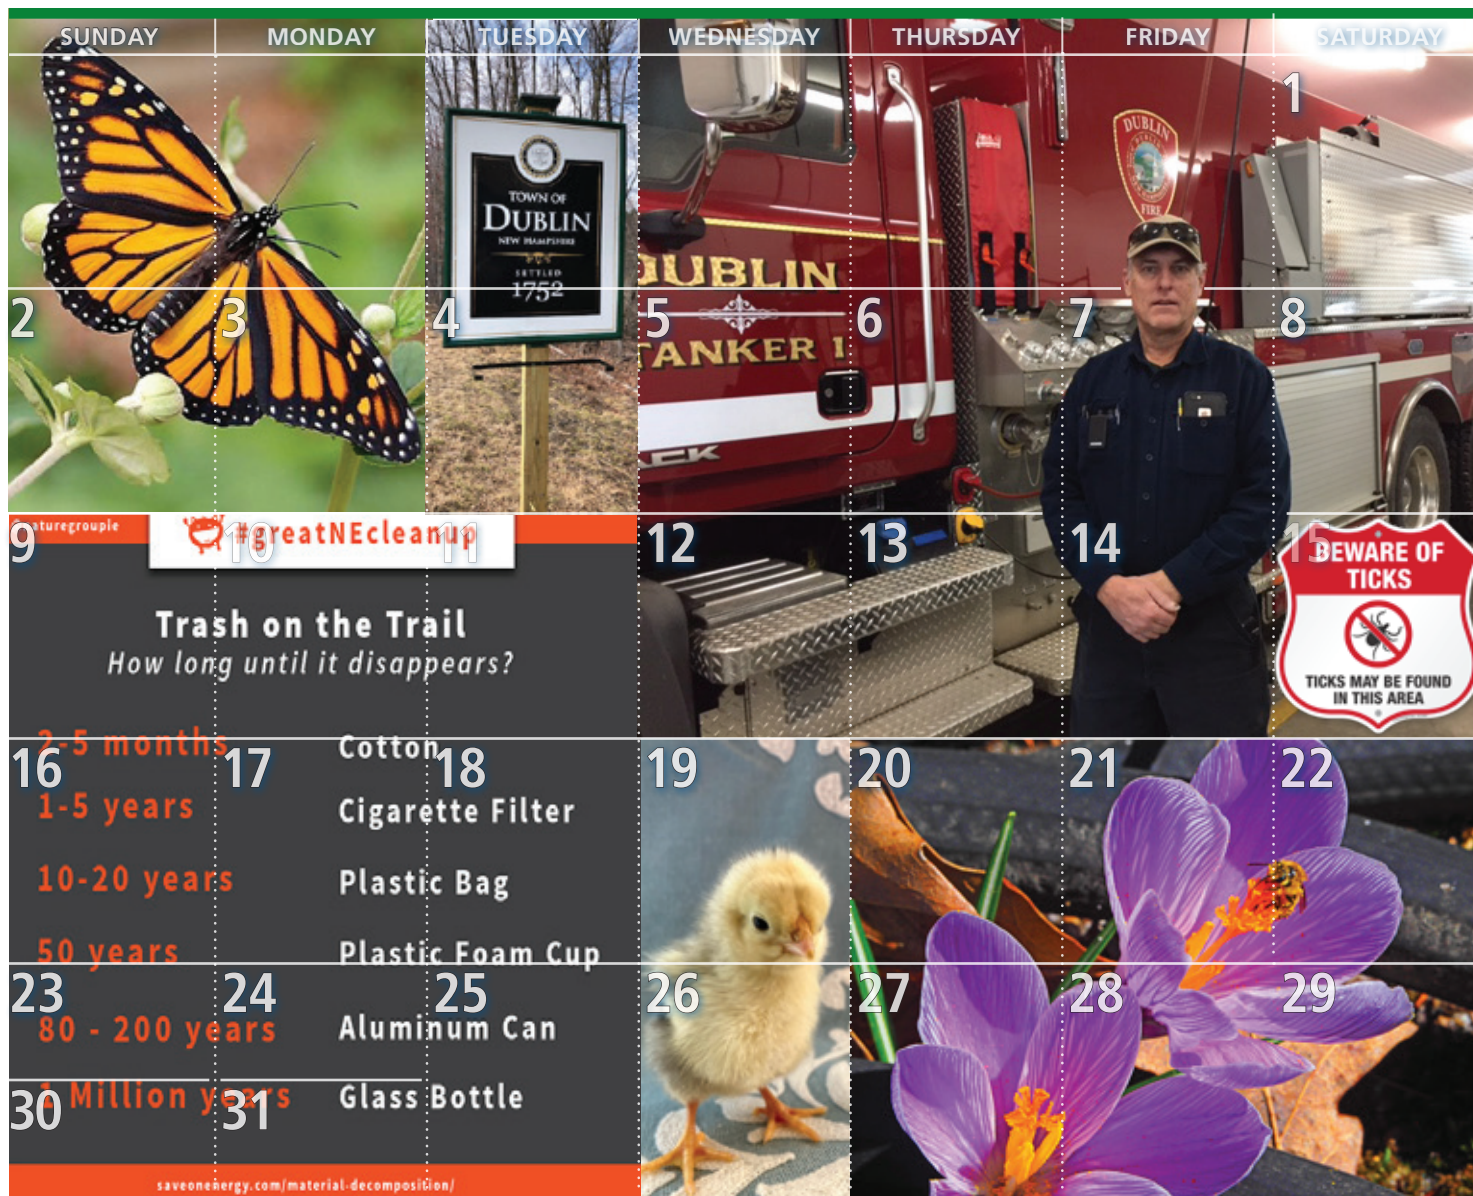 SUNDAY MONDAY TUESDAY WEDNESDAY THURSDAY FRIDAY SATURDAY
1
DUBLIN
FIRE
TOWN OF
DUBLIN
NEW HAMPSHIRE
SETTLED
1752
DUBLIN
TANKER 1
2 3 4 5 6 7 8
9 10 11 12 13 14 15
#greatNEcleanup
Trash on the Trail
How long until it disappears?
BEWARE OF
TICKS
TICKS MAY BE FOUND
IN THIS AREA
2-5 months Cotton
16 17 18 19 20 21 22
1-5 years Cigarette Filter
10-20 years Plastic Bag
50 years Plastic Foam Cup
23 24 25 26 27 28 29
80 - 200 years Aluminum Can
1 Million years Glass Bottle
30 31
saveonenergy.com/material-decomposition/